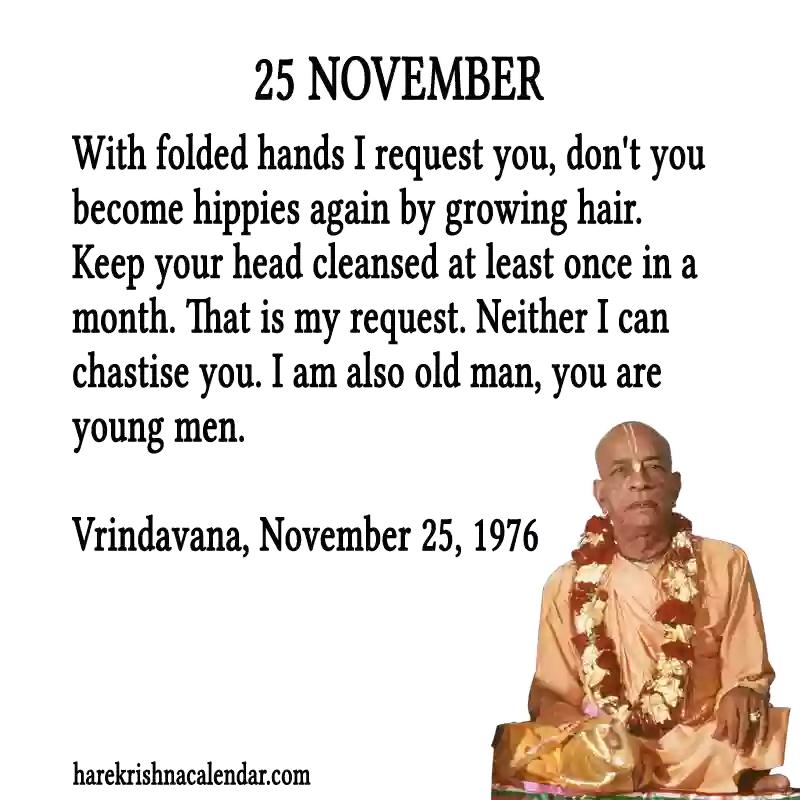 25 NOVEMBER
With folded hands I request you, don't you
become hippies again by growing hair.
Keep your head cleansed at least once in a
month. That is my request. Neither I can
chastise you. I am also old man, you are
young men.
Vrindavana, November 25, 1976
harekrishnacalendar.com